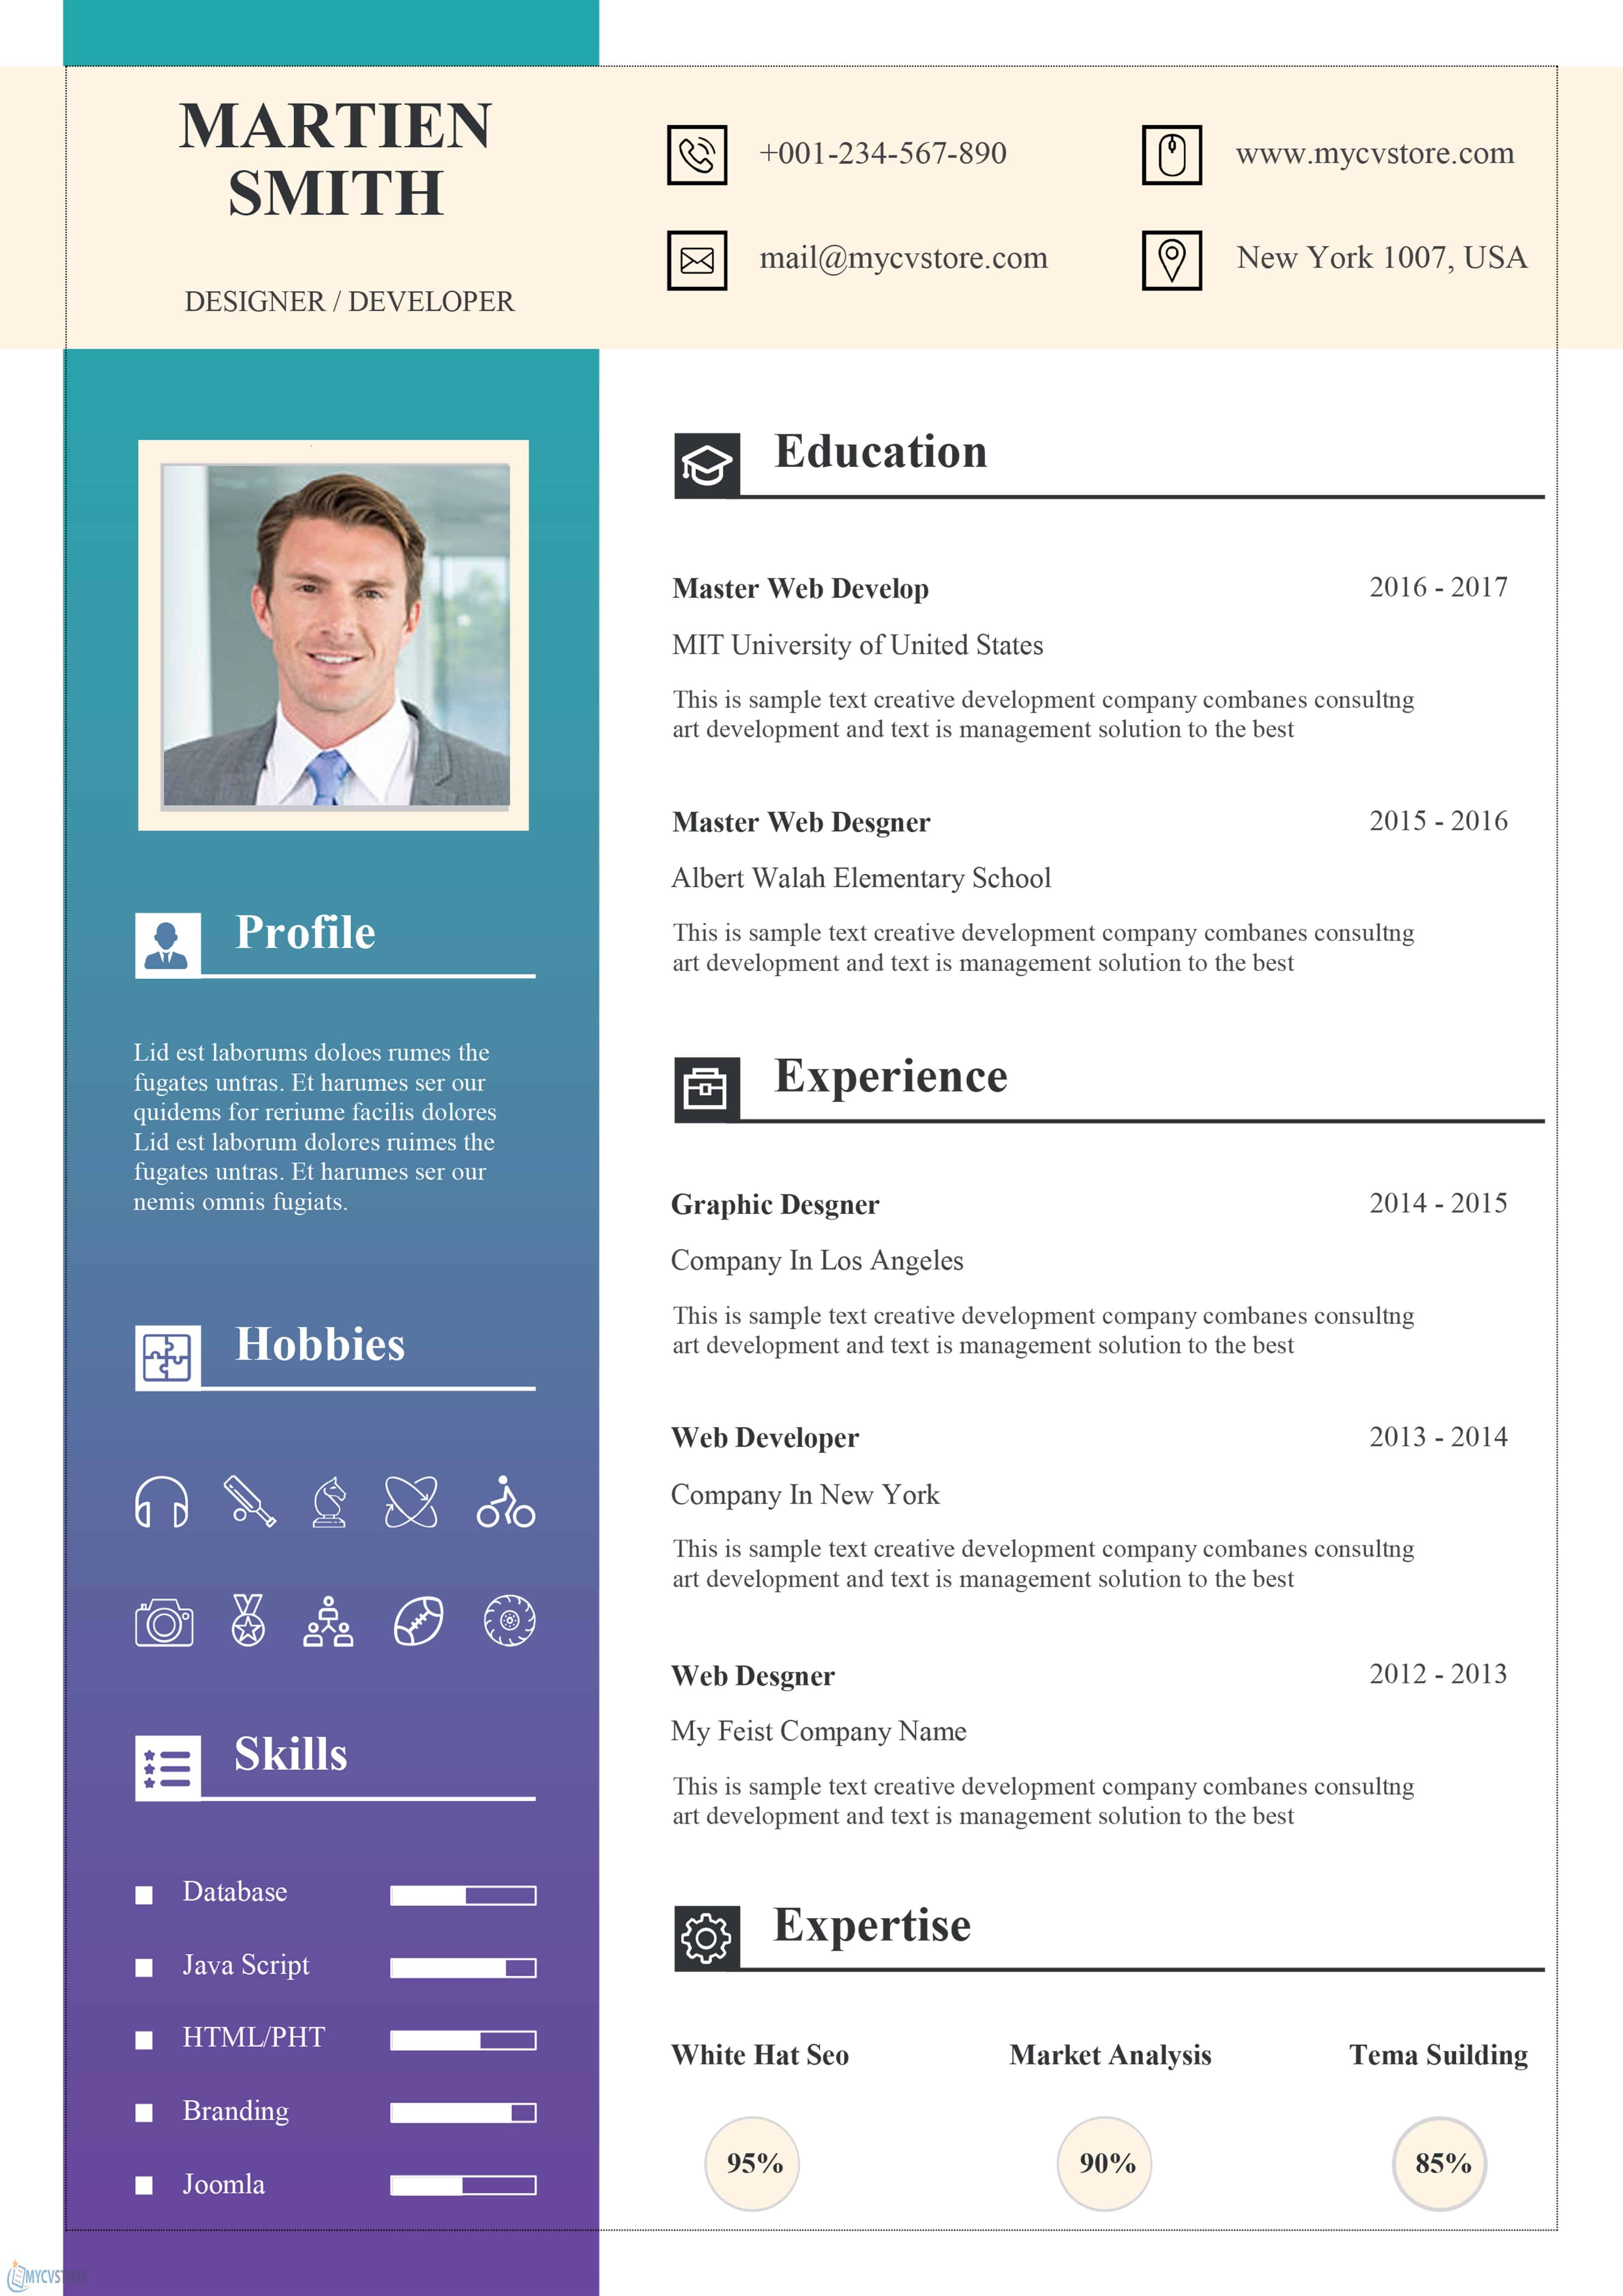 MARTIEN
SMITH
DESIGNER / DEVELOPER
+001-234-567-890
www.mycvstore.com
mail@mycvstore.com
New York 1007, USA
Profile
Lid est laborums doloes rumes the
fugates untras. Et harumes ser our
quidems for reriume facilis dolores
Lid est laborum dolores ruimes the
fugates untras. Et harumes ser our
nemis omnis fugiats.
Hobbies
Skills
Database
Java Script
HTML/PHT
Branding
Joomla
Education
Master Web Develop 2016 - 2017
MIT University of United States
This is sample text creative development company combanes consultng
art development and text is management solution to the best
Master Web Desgner 2015 - 2016
Albert Walah Elementary School
This is sample text creative development company combanes consultng
art development and text is management solution to the best
Experience
Graphic Desgner 2014 - 2015
Company In Los Angeles
This is sample text creative development company combanes consultng
art development and text is management solution to the best
Web Developer 2013 - 2014
Company In New York
This is sample text creative development company combanes consultng
art development and text is management solution to the best
Web Desgner 2012 - 2013
My Feist Company Name
This is sample text creative development company combanes consultng
art development and text is management solution to the best
Expertise
White Hat Seo Market Analysis Tema Suilding
95% 90% 85%
MYCVSTORE